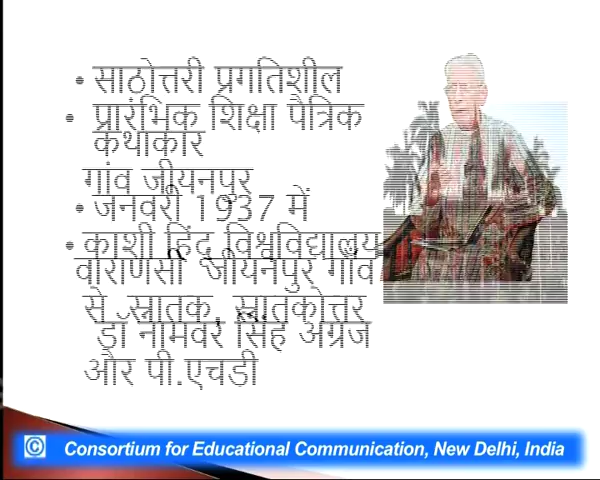 • साठोत्तरी प्रगतिशील
• प्रारंभिक शिक्षा पैत्रिक
कथाकार
गांव जीयनपुर
• जनवरी 1937 में
• काशी हिंदू विश्वविद्यालय
वाराणसी जीयनपुर गांव
से स्नातक, स्नातकोत्तर
डॉ नामवर सिंह अग्रज
और पी.एचडी
© Consortium for Educational Communication, New Delhi, India